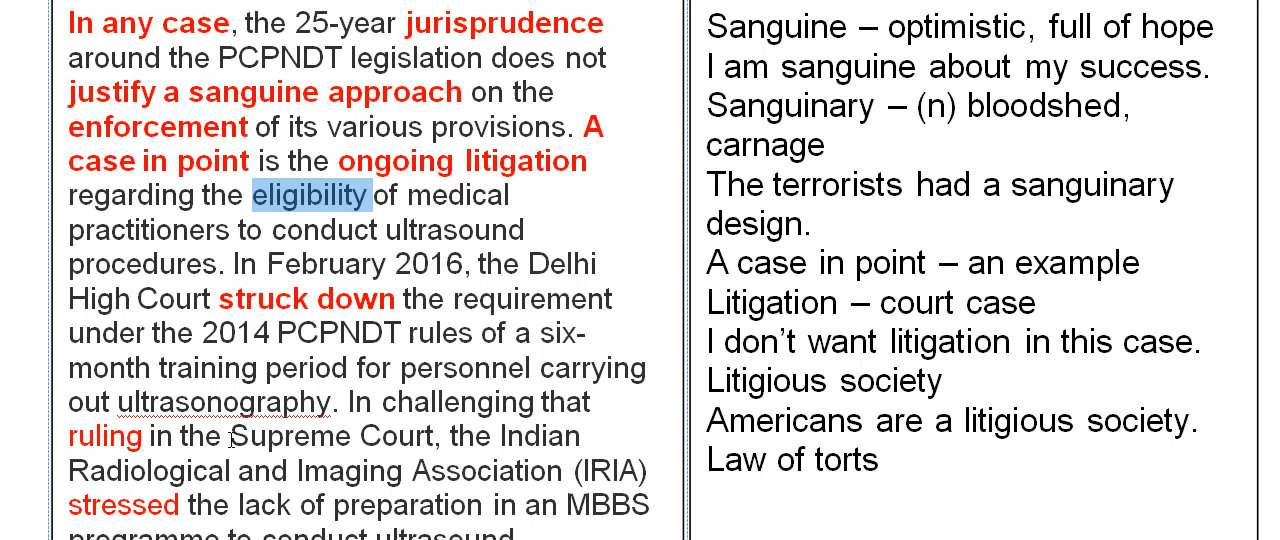 In any case, the 25-year jurisprudence
around the PCPNDT legislation does not
justify a sanguine approach on the
enforcement of its various provisions. A
case in point is the ongoing litigation
regarding the eligibility of medical
practitioners to conduct ultrasound
procedures. In February 2016, the Delhi
High Court struck down the requirement
under the 2014 PCPNDT rules of a six-
month training period for personnel carrying
out ultrasonography. In challenging that
ruling in the Supreme Court, the Indian
Radiological and Imaging Association (IRIA)
stressed the lack of preparation in an MBBS
programme to conduct ultrasound
Sanguine – optimistic, full of hope
I am sanguine about my success.
Sanguinary – (n) bloodshed,
carnage
The terrorists had a sanguinary
design.
A case in point – an example
Litigation – court case
I don’t want litigation in this case.
Litigious society
Americans are a litigious society.
Law of torts